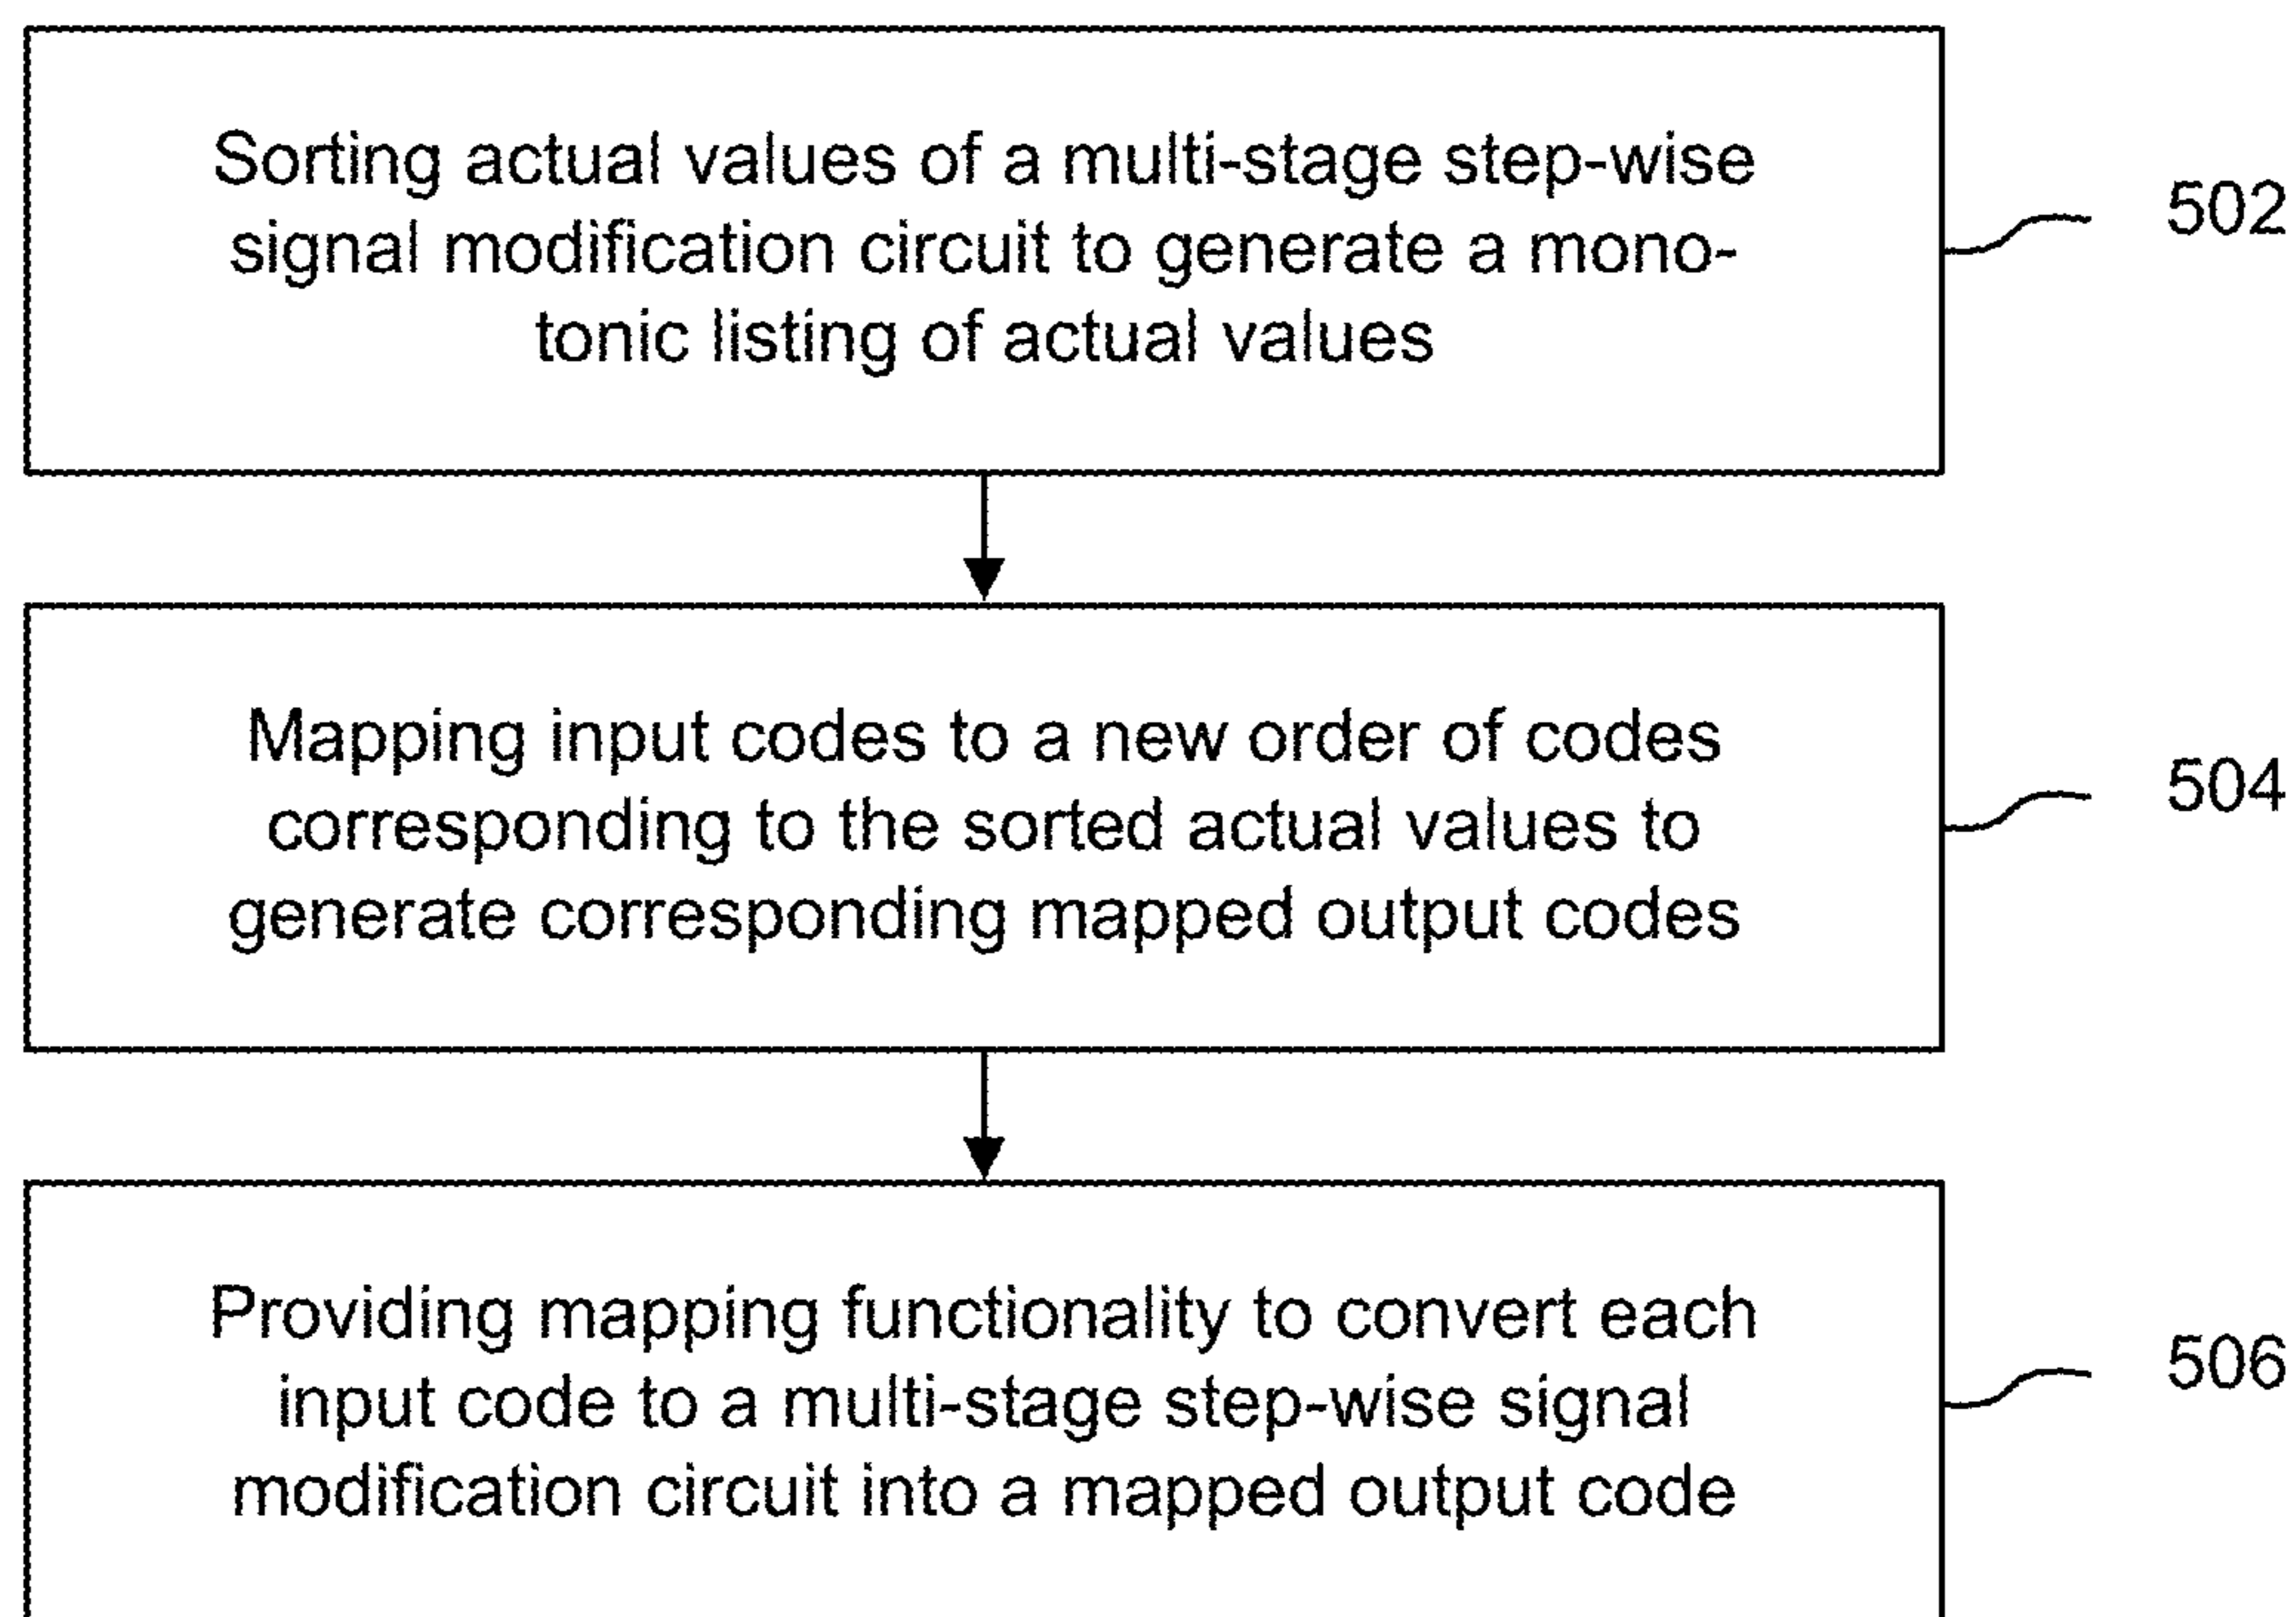 Sorting actual values of a multi-stage step-wise
signal modification circuit to generate a mono-
tonic listing of actual values
502
Mapping input codes to a new order of codes
corresponding to the sorted actual values to
generate corresponding mapped output codes
504
Providing mapping functionality to convert each
input code to a multi-stage step-wise signal
modification circuit into a mapped output code
506